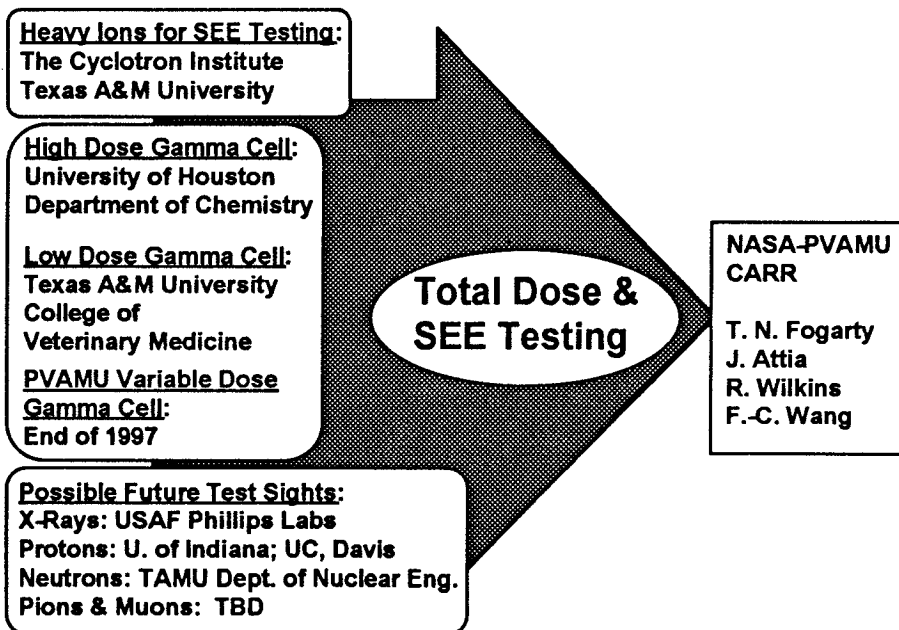 Heavy Ions for SEE Testing:
The Cyclotron Institute
Texas A&M University
High Dose Gamma Cell:
University of Houston
Department of Chemistry
Low Dose Gamma Cell:
Texas A&M University
College of
Veterinary Medicine
PVAMU Variable Dose
Gamma Cell:
End of 1997
Possible Future Test Sights:
X-Rays: USAF Phillips Labs
Protons: U. of Indiana; UC, Davis
Neutrons: TAMU Dept. of Nuclear Eng.
Pions & Muons: TBD
Total Dose &
SEE Testing
NASA-PVAMU
CARR
T. N. Fogarty
J. Attia
R. Wilkins
F.-C. Wang